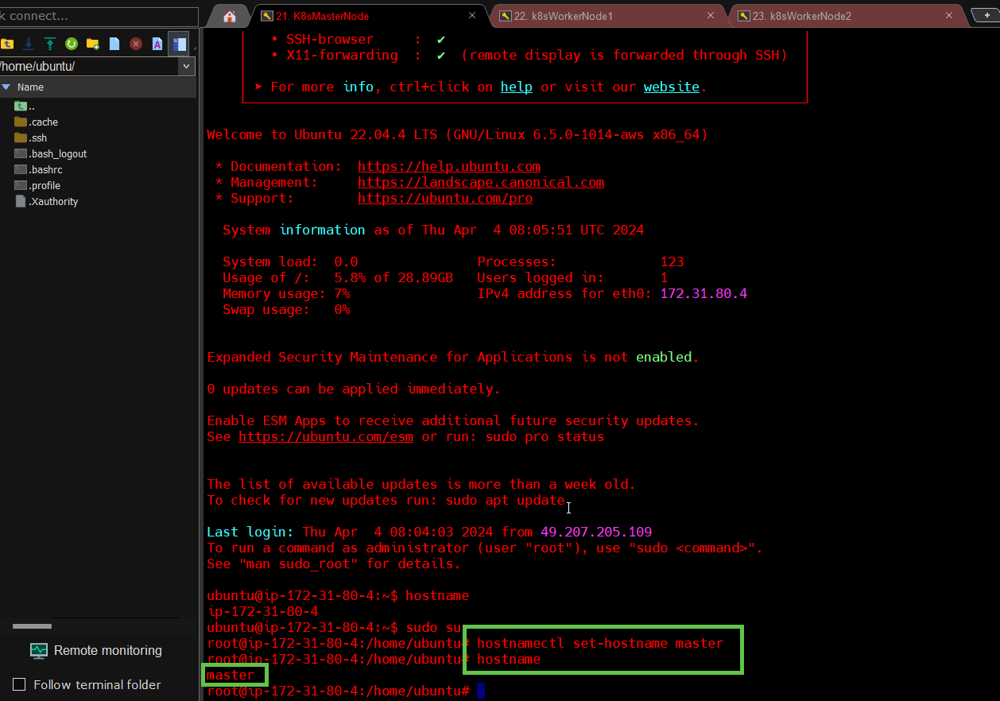 k connect...
21. K8sMasterNode
22. k8sWorkerNode1
23. k8sWorkerNode2
/home/ubuntu/
Name
..
.cache
.ssh
.bash_logout
.bashrc
.profile
.Xauthority
Remote monitoring
Follow terminal folder
• SSH-browser : ✔
• X11-forwarding : ✔ (remote display is forwarded through SSH)
➤ For more info, ctrl+click on help or visit our website.
Welcome to Ubuntu 22.04.4 LTS (GNU/Linux 6.5.0-1014-aws x86_64)
* Documentation: https://help.ubuntu.com
* Management: https://landscape.canonical.com
* Support: https://ubuntu.com/pro
System information as of Thu Apr 4 08:05:51 UTC 2024
System load: 0.0 Processes: 123
Usage of /: 5.8% of 28.89GB Users logged in: 1
Memory usage: 7% IPv4 address for eth0: 172.31.80.4
Swap usage: 0%
Expanded Security Maintenance for Applications is not enabled.
0 updates can be applied immediately.
Enable ESM Apps to receive additional future security updates.
See https://ubuntu.com/esm or run: sudo pro status
The list of available updates is more than a week old.
To check for new updates run: sudo apt update
Last login: Thu Apr 4 08:04:03 2024 from 49.207.205.109
To run a command as administrator (user "root"), use "sudo <command>".
See "man sudo_root" for details.
ubuntu@ip-172-31-80-4:~$ hostname
ip-172-31-80-4
ubuntu@ip-172-31-80-4:~$ sudo su
root@ip-172-31-80-4:/home/ubuntu# hostnamectl set-hostname master
root@ip-172-31-80-4:/home/ubuntu# hostname
master
root@ip-172-31-80-4:/home/ubuntu#